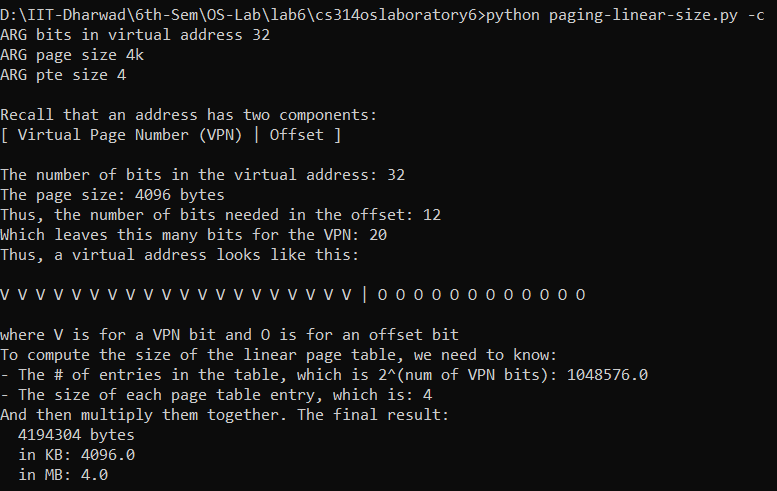 D:\IIT-Dharwad\6th-Sem\OS-Lab\lab6\cs314oslaboratory6>python paging-linear-size.py -c
ARG bits in virtual address 32
ARG page size 4k
ARG pte size 4
Recall that an address has two components:
[ Virtual Page Number (VPN) | Offset ]
The number of bits in the virtual address: 32
The page size: 4096 bytes
Thus, the number of bits needed in the offset: 12
Which leaves this many bits for the VPN: 20
Thus, a virtual address looks like this:
V V V V V V V V V V V V V V V V V V V V | O O O O O O O O O O O O
where V is for a VPN bit and O is for an offset bit
To compute the size of the linear page table, we need to know:
- The # of entries in the table, which is 2^(num of VPN bits): 1048576.0
- The size of each page table entry, which is: 4
And then multiply them together. The final result:
4194304 bytes
in KB: 4096.0
in MB: 4.0